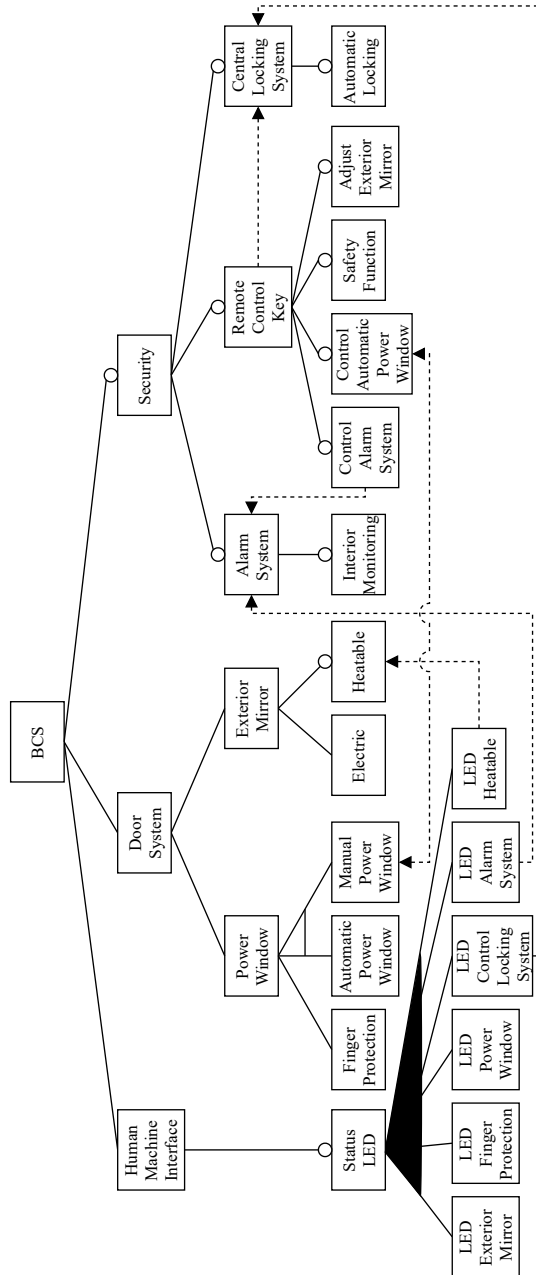 BCS
Human
Machine
Interface
Door
System
Security
Power
Window
Exterior
Mirror
Alarm
System
Remote
Control
Key
Central
Locking
System
Status
LED
Finger
Protection
Automatic
Power
Window
Manual
Power
Window
Electric
Heatable
Interior
Monitoring
Control
Alarm
System
Control
Automatic
Power
Window
Safety
Function
Adjust
Exterior
Mirror
Automatic
Locking
LED
Exterior
Mirror
LED
Finger
Protection
LED
Power
Window
LED
Control
Locking
System
LED
Alarm
System
LED
Heatable